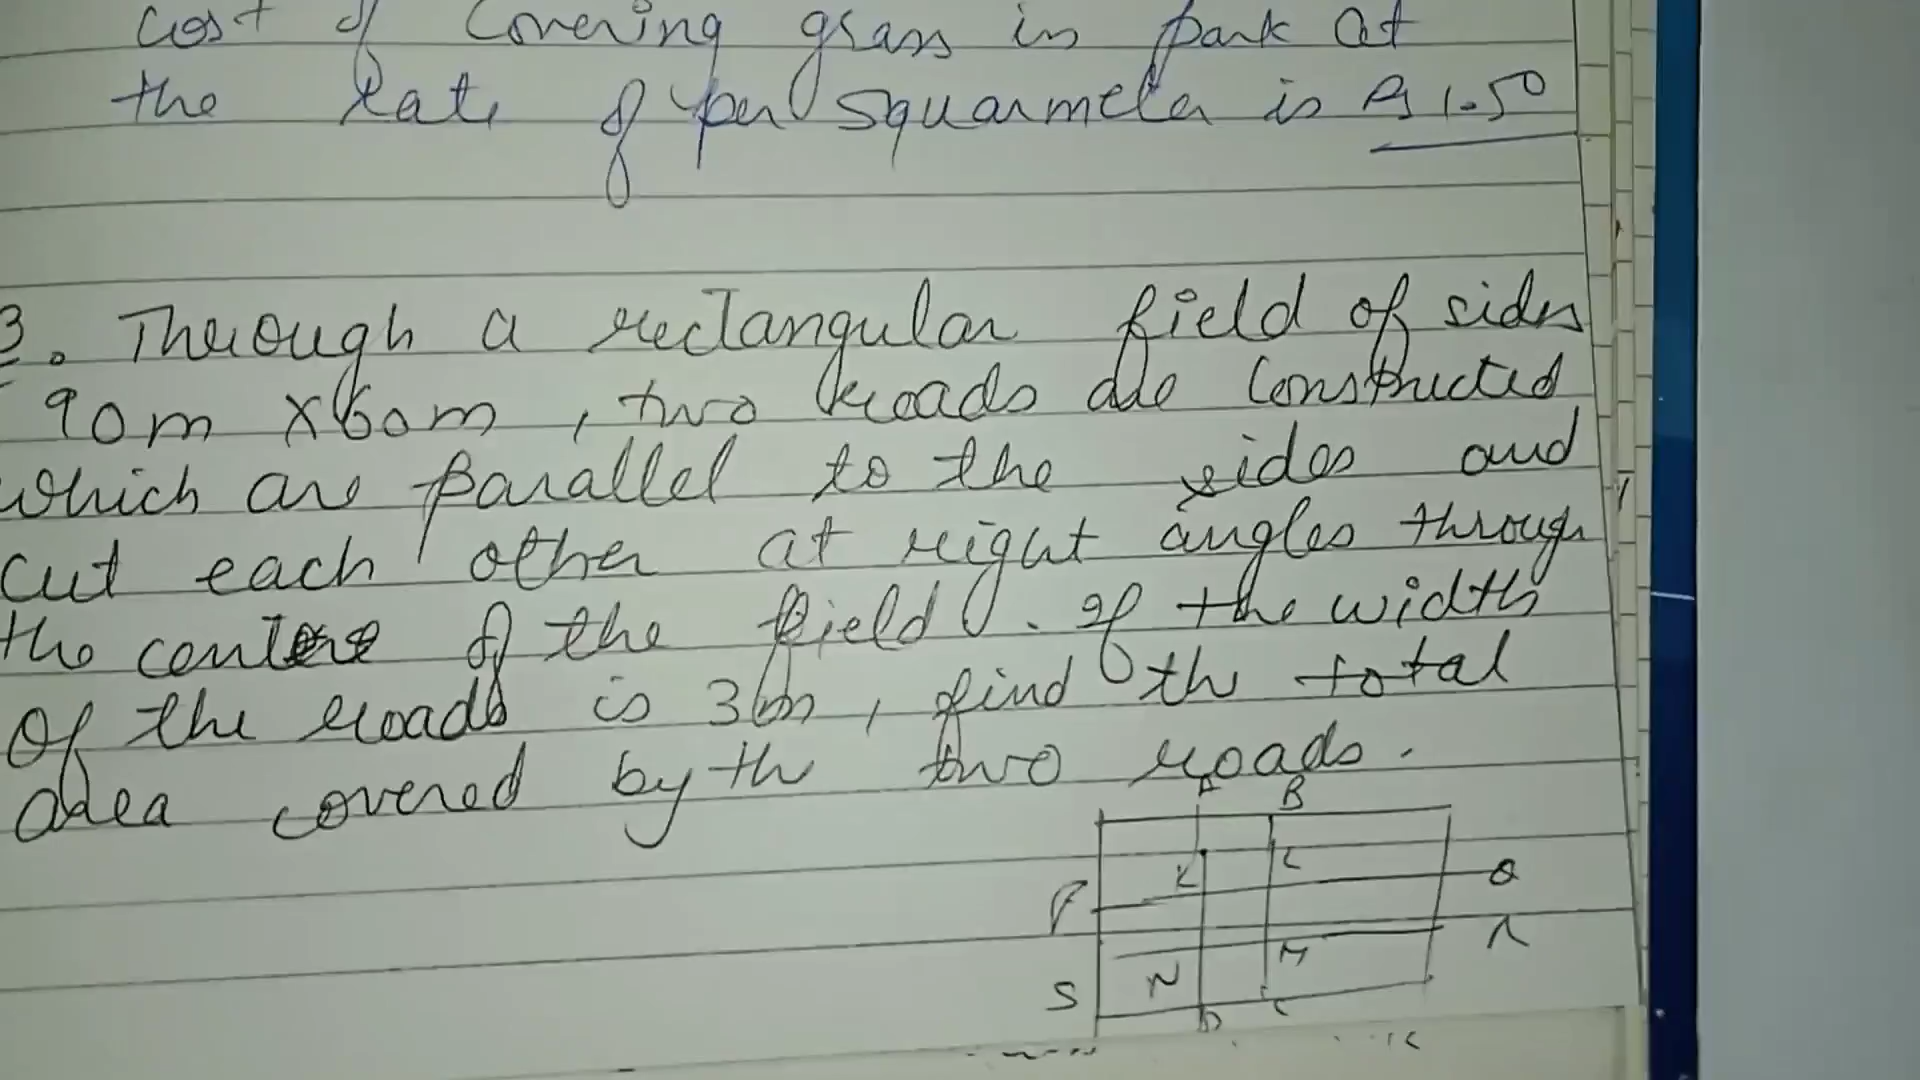 cost of Covering grass in park at
the rate of per squarmeter is Rs 1.50
3. Through a rectangular field of sides
90m x 60m, two roads are constructed
which are parallel to the sides and
cut each other at right angles through
the centre of the field. If the width
of the roads is 3m, find the total
area covered by th two roads.
A B
K L
P Q
R
N M
S
D C